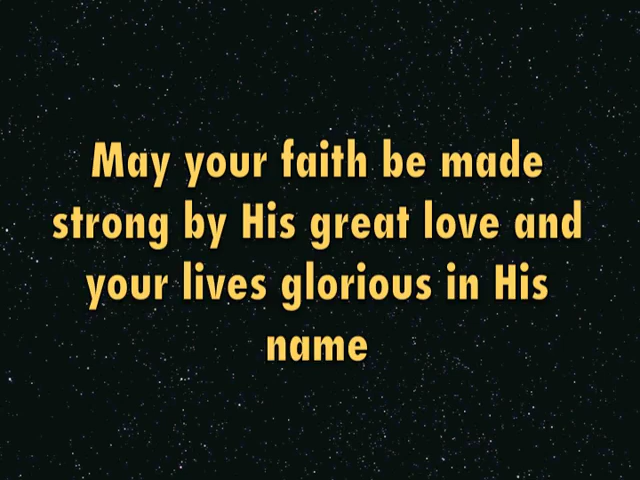 May your faith be made
strong by His great love and
your lives glorious in His
name